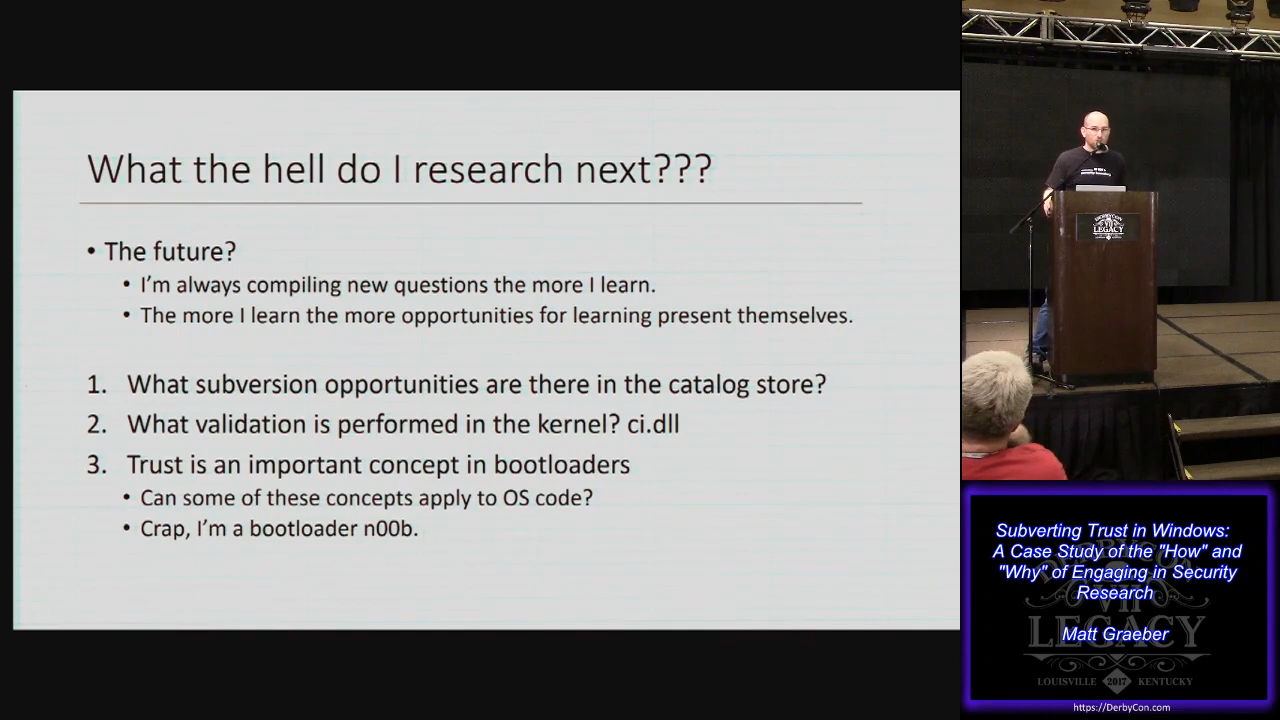 What the hell do I research next???
• The future?
• I'm always compiling new questions the more I learn.
• The more I learn the more opportunities for learning present themselves.
1. What subversion opportunities are there in the catalog store?
2. What validation is performed in the kernel? ci.dll
3. Trust is an important concept in bootloaders
• Can some of these concepts apply to OS code?
• Crap, I'm a bootloader n00b.
DERBYCON
VII
LEGACY
Subverting Trust in Windows:
A Case Study of the "How" and
"Why" of Engaging in Security
Research
Matt Graeber
VII
LEGACY
LOUISVILLE 2017 KENTUCKY
https://DerbyCon.com